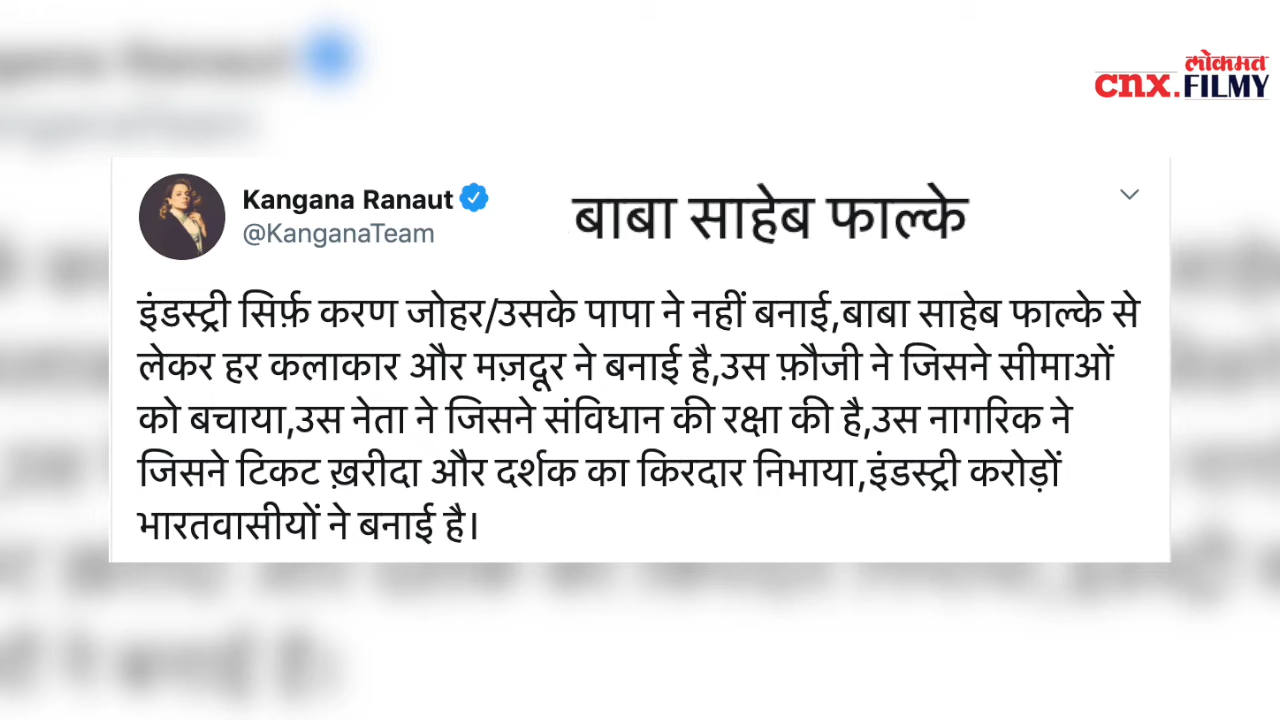 लोकमत
cnx.FILMY
Kangana Ranaut
@KanganaTeam
बाबा साहेब फाल्के
इंडस्ट्री सिर्फ़ करण जोहर/उसके पापा ने नहीं बनाई,बाबा साहेब फाल्के से
लेकर हर कलाकार और मज़दूर ने बनाई है,उस फ़ौजी ने जिसने सीमाओं
को बचाया,उस नेता ने जिसने संविधान की रक्षा की है,उस नागरिक ने
जिसने टिकट ख़रीदा और दर्शक का किरदार निभाया,इंडस्ट्री करोड़ों
भारतवासीयों ने बनाई है।